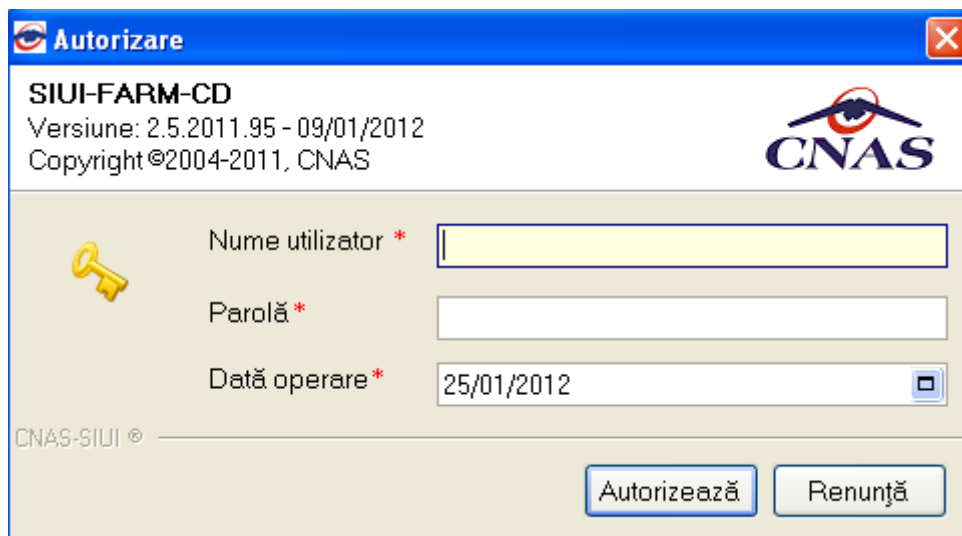 Autorizare
SIUI-FARM-CD
Versiune: 2.5.2011.95 - 09/01/2012
Copyright ©2004-2011, CNAS
CNAS
Nume utilizator *
Parolă *
Dată operare *
25/01/2012
CNAS-SIUI ®
Autorizează
Renunţă